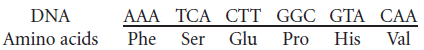 DNA AAA TCA CTT GGC GTA CAA
Amino acids Phe Ser Glu Pro His Val